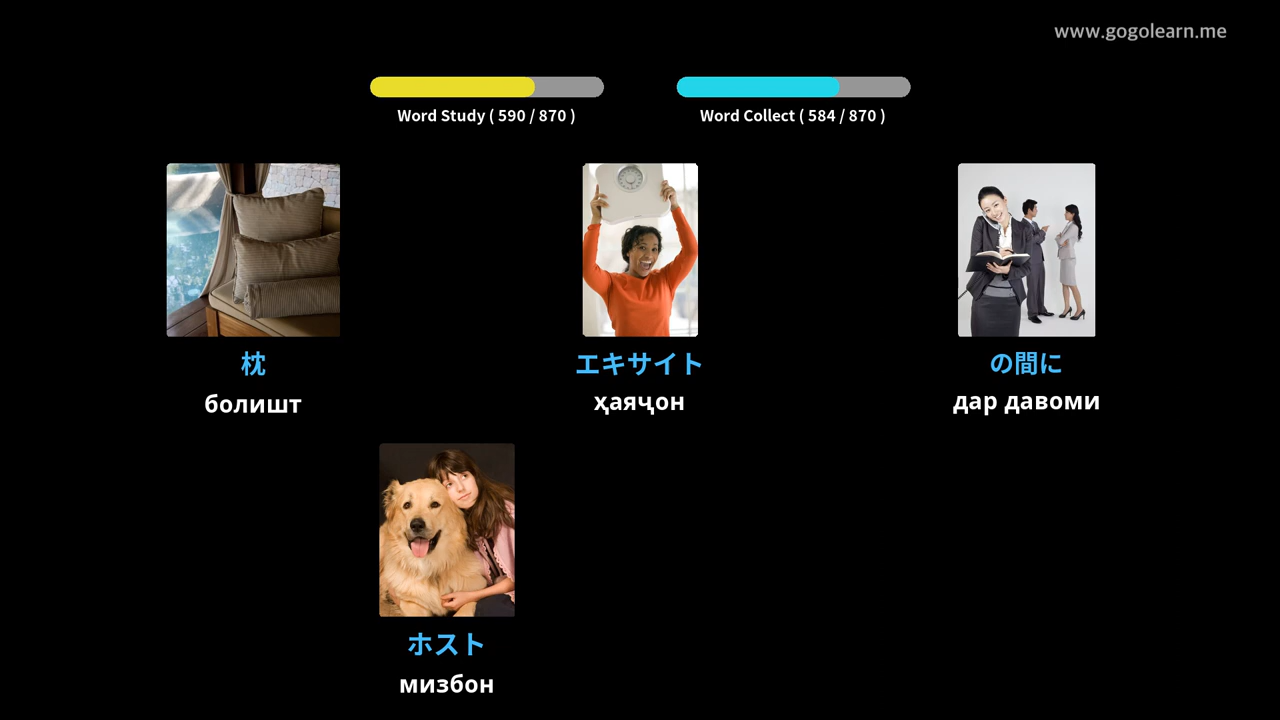 www.gogolearn.me
Word Study ( 590 / 870 )
Word Collect ( 584 / 870 )
枕
болишт
エキサイト
ҳаяҷон
の間に
дар давоми
ホスト
мизбон